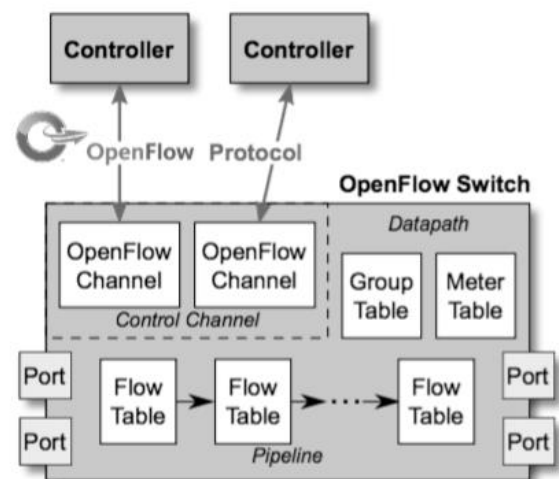 Controller
Controller
OpenFlow
Protocol
OpenFlow Switch
Datapath
OpenFlow
Channel
OpenFlow
Channel
Control Channel
Group
Table
Meter
Table
Port
Port
Flow
Table
Flow
Table
...
Flow
Table
Pipeline
Port
Port